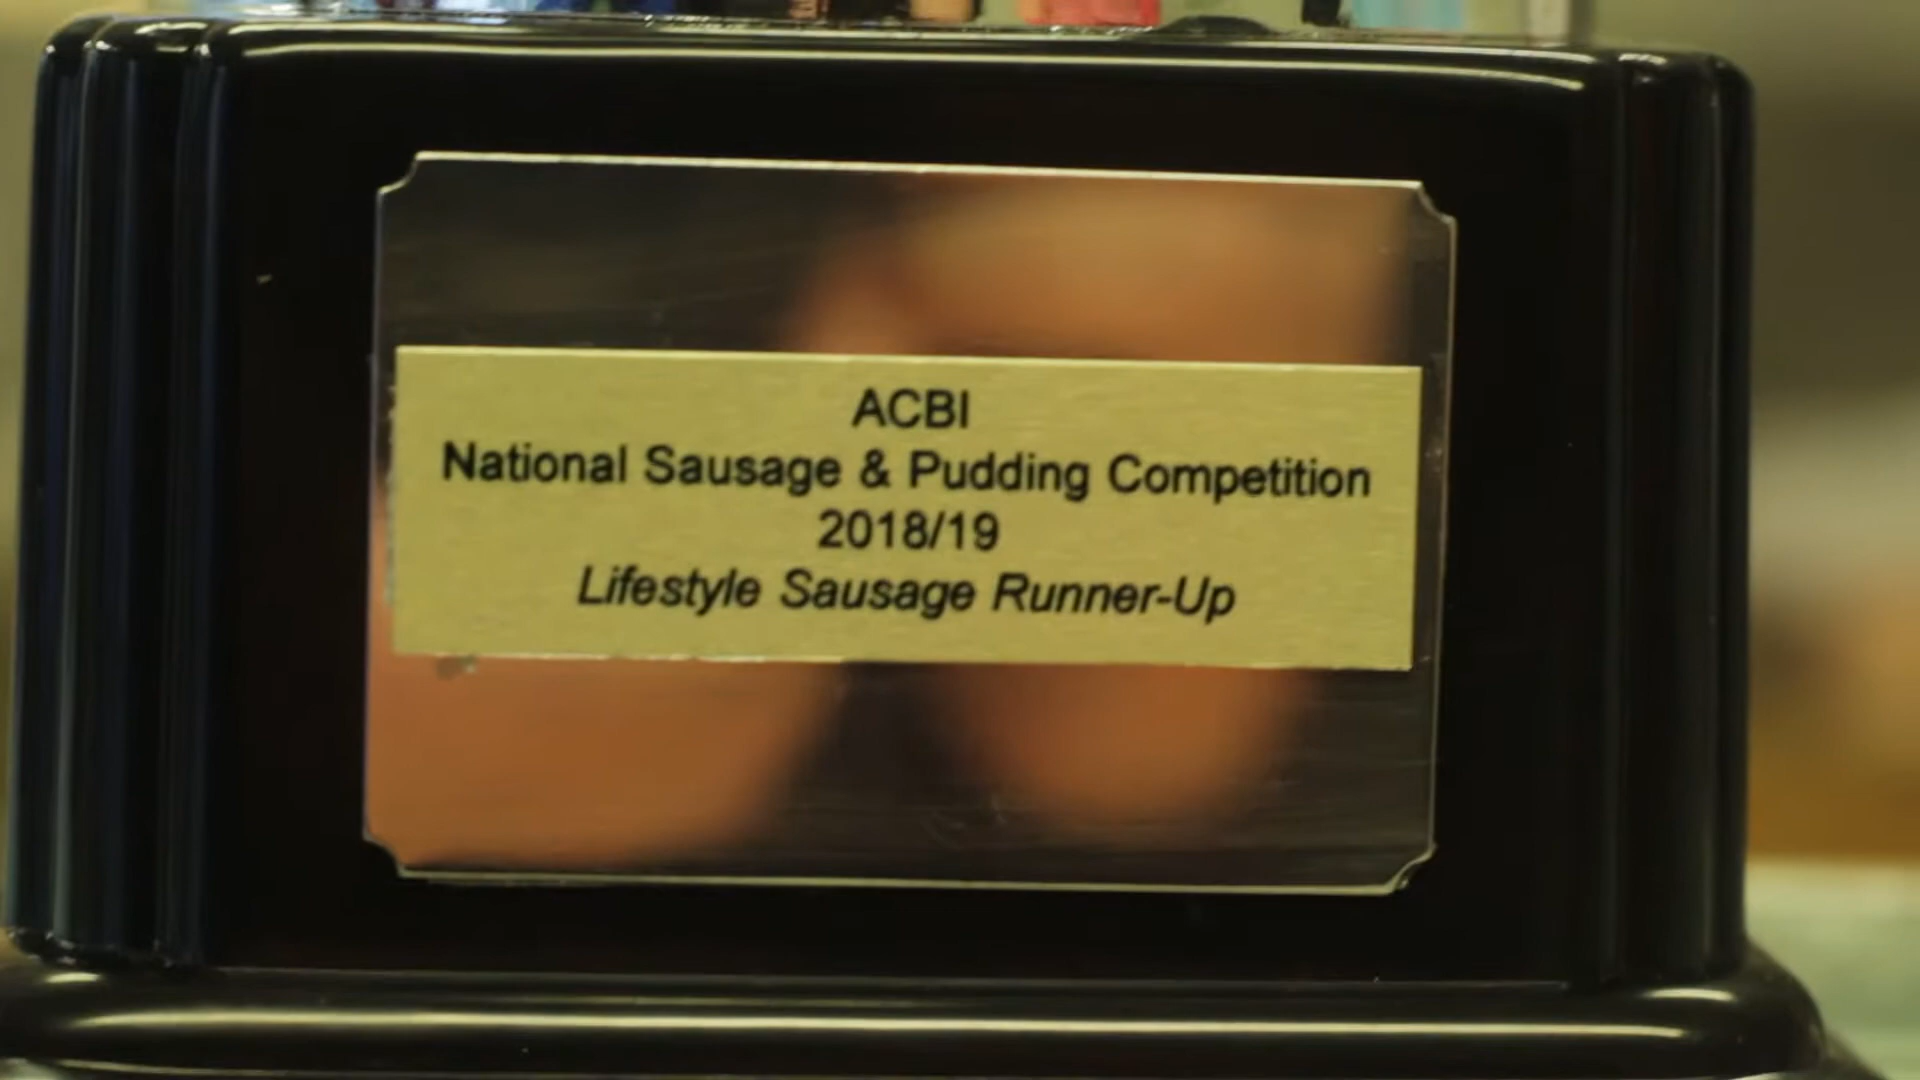 ACBI
National Sausage & Pudding Competition
2018/19
Lifestyle Sausage Runner-Up